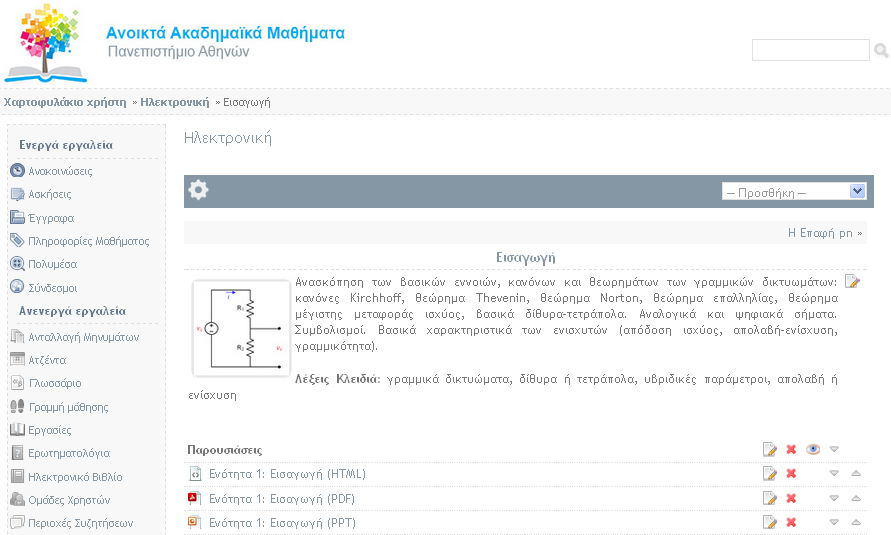 Ανοικτά Ακαδημαϊκά Μαθήματα
Πανεπιστήμιο Αθηνών
Χαρτοφυλάκιο χρήστη » Ηλεκτρονική » Εισαγωγή
Ενεργά εργαλεία
Ανακοινώσεις
Ασκήσεις
Έγγραφα
Πληροφορίες Μαθήματος
Πολυμέσα
Σύνδεσμοι
Ανενεργά εργαλεία
Ανταλλαγή Μηνυμάτων
Ατζέντα
Γλωσσάριο
Γραμμή μάθησης
Εργασίες
Ερωτηματολόγια
Ηλεκτρονικό Βιβλίο
Ομάδες Χρηστών
Περιοχές Συζητήσεων
Ηλεκτρονική
-- Προσθήκη --
Η Επαφή pn »
Εισαγωγή
Ανασκόπηση των βασικών εννοιών, κανόνων και θεωρημάτων των γραμμικών δικτυωμάτων:
κανόνες Kirchhoff, θεώρημα Thevenin, θεώρημα Norton, θεώρημα επαλληλίας, θεώρημα
μέγιστης μεταφοράς ισχύος, βασικά δίθυρα-τετράπολα. Αναλογικά και ψηφιακά σήματα.
Συμβολισμοί. Βασικά χαρακτηριστικά των ενισχυτών (απόδοση ισχύος, απολαβή-ενίσχυση,
γραμμικότητα).
Λέξεις Κλειδιά: γραμμικά δικτυώματα, δίθυρα ή τετράπολα, υβριδικές παράμετροι, απολαβή ή
ενίσχυση
Παρουσιάσεις
Ενότητα 1: Εισαγωγή (HTML)
Ενότητα 1: Εισαγωγή (PDF)
Ενότητα 1: Εισαγωγή (PPT)